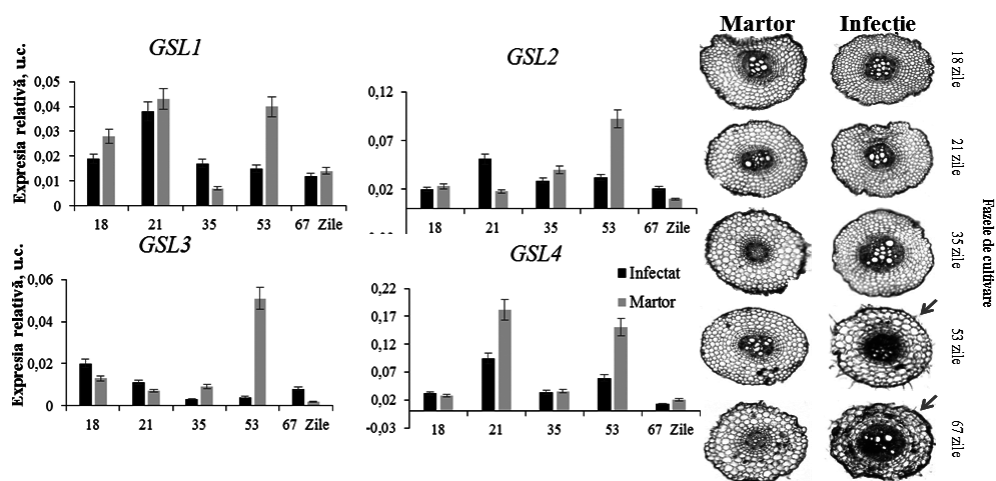 GSL1
Expresia relativă, u.c.
0,05
0,04
0,03
0,02
0,01
0
18 21 35 53 67 Zile
GSL2
0,12
0,07
0,02
18 21 35 53 67 Zile
GSL3
Expresia relativă, u.c.
0,06
0,04
0,02
0
18 21 35 53 67 Zile
GSL4
0,22
0,17
0,12
0,07
0,02
-0,03
18 21 35 53 67 Zile
Infectat
Martor
Martor Infecție
18 zile
21 zile
35 zile
53 zile
67 zile
Fazele de cultivare